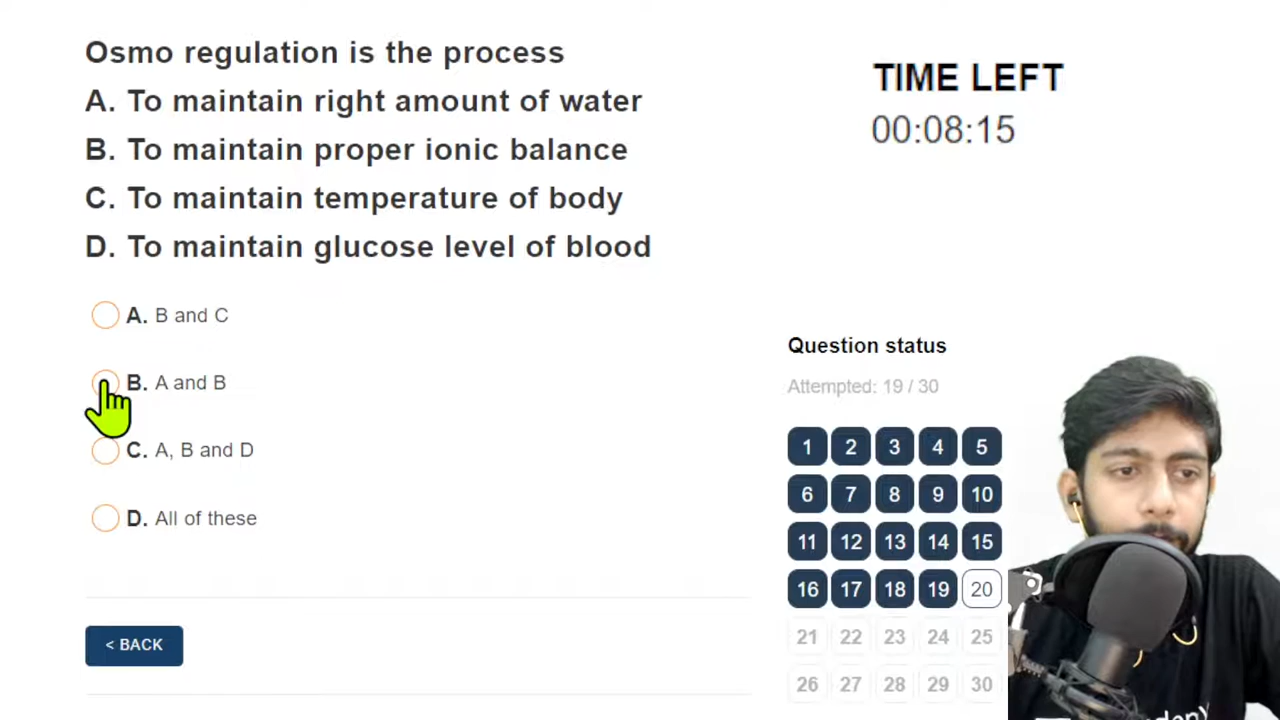 Osmo regulation is the process
A. To maintain right amount of water
B. To maintain proper ionic balance
C. To maintain temperature of body
D. To maintain glucose level of blood
A. B and C
B. A and B
C. A, B and D
D. All of these
< BACK
TIME LEFT
00:08:15
Question status
Attempted: 19 / 30
1 2 3 4 5
6 7 8 9 10
11 12 13 14 15
16 17 18 19 20
21 22 23 24 25
26 27 28 29 30